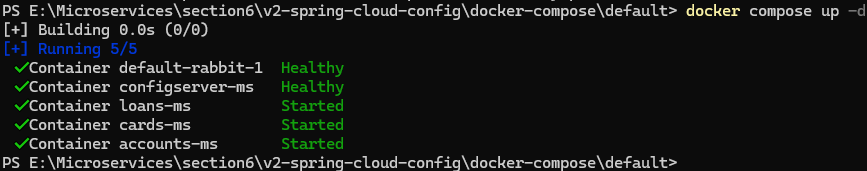 PS E:\Microservices\section6\v2-spring-cloud-config\docker-compose\default> docker compose up -d
[+] Building 0.0s (0/0)
[+] Running 5/5
✓Container default-rabbit-1  Healthy
✓Container configserver-ms   Healthy
✓Container loans-ms          Started
✓Container cards-ms          Started
✓Container accounts-ms       Started
PS E:\Microservices\section6\v2-spring-cloud-config\docker-compose\default>